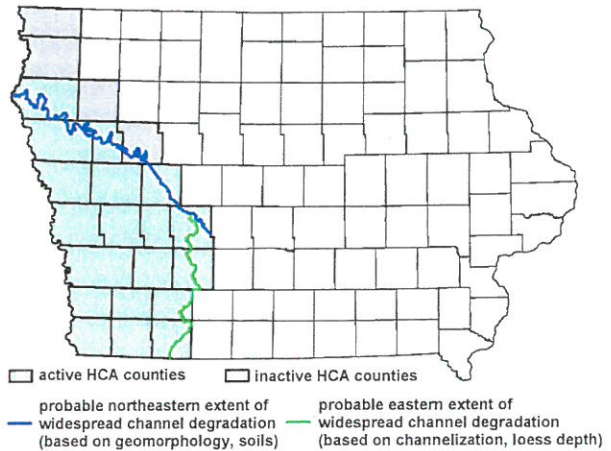 active HCA counties
inactive HCA counties
probable northeastern extent of
widespread channel degradation
(based on geomorphology, soils)
probable eastern extent of
widespread channel degradation
(based on channelization, loess depth)